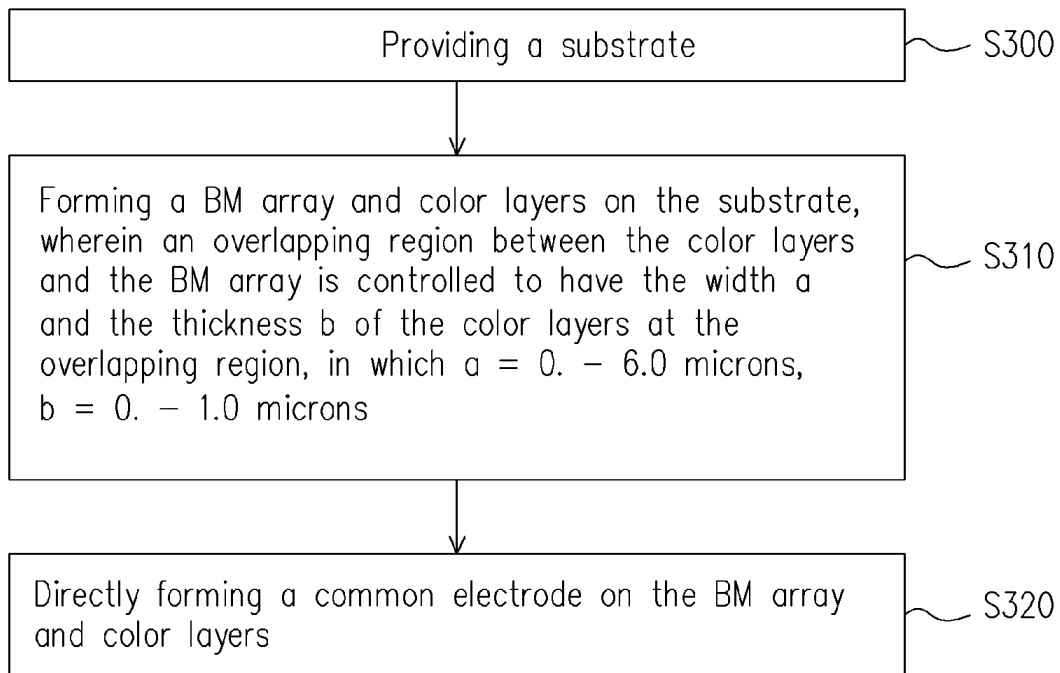 Providing a substrate
S300
Forming a BM array and color layers on the substrate,
wherein an overlapping region between the color layers
and the BM array is controlled to have the width a
and the thickness b of the color layers at the
overlapping region, in which a = 0. – 6.0 microns,
b = 0. – 1.0 microns
S310
Directly forming a common electrode on the BM array
and color layers
S320